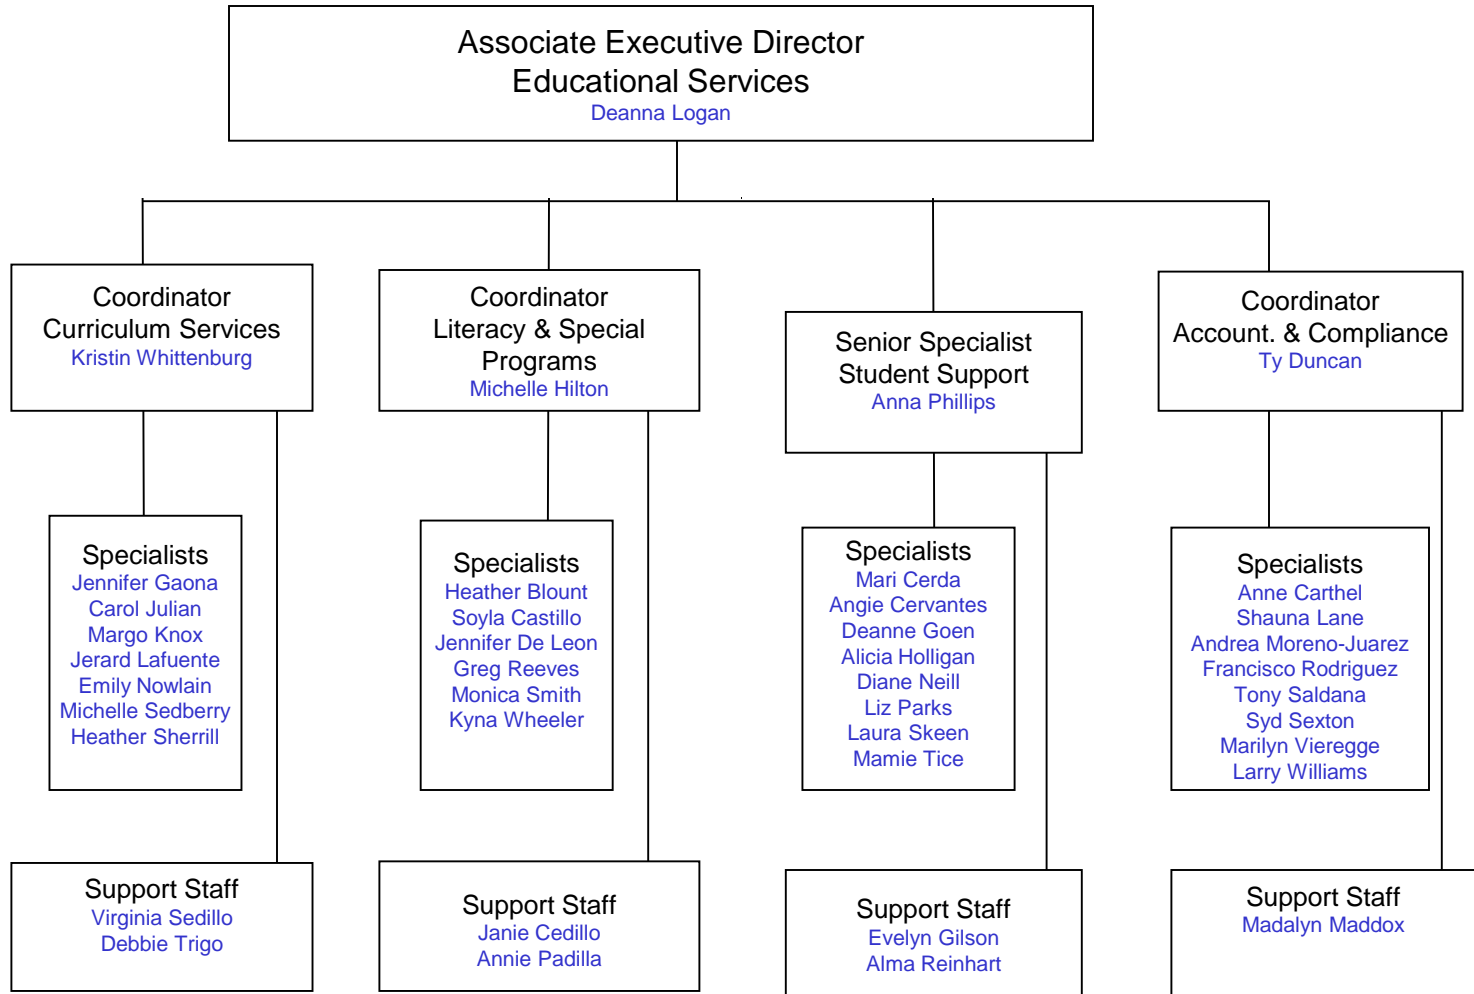 Associate Executive Director
Educational Services
Deanna Logan
Coordinator
Curriculum Services
Kristin Whittenburg
Coordinator
Literacy & Special
Programs
Michelle Hilton
Senior Specialist
Student Support
Anna Phillips
Coordinator
Account. & Compliance
Ty Duncan
Specialists
Jennifer Gaona
Carol Julian
Margo Knox
Jerard Lafuente
Emily Nowlain
Michelle Sedberry
Heather Sherrill
Specialists
Heather Blount
Soyla Castillo
Jennifer De Leon
Greg Reeves
Monica Smith
Kyna Wheeler
Specialists
Mari Cerda
Angie Cervantes
Deanne Goen
Alicia Holligan
Diane Neill
Liz Parks
Laura Skeen
Mamie Tice
Specialists
Anne Carthel
Shauna Lane
Andrea Moreno-Juarez
Francisco Rodriguez
Tony Saldana
Syd Sexton
Marilyn Vieregge
Larry Williams
Support Staff
Virginia Sedillo
Debbie Trigo
Support Staff
Janie Cedillo
Annie Padilla
Support Staff
Evelyn Gilson
Alma Reinhart
Support Staff
Madalyn Maddox